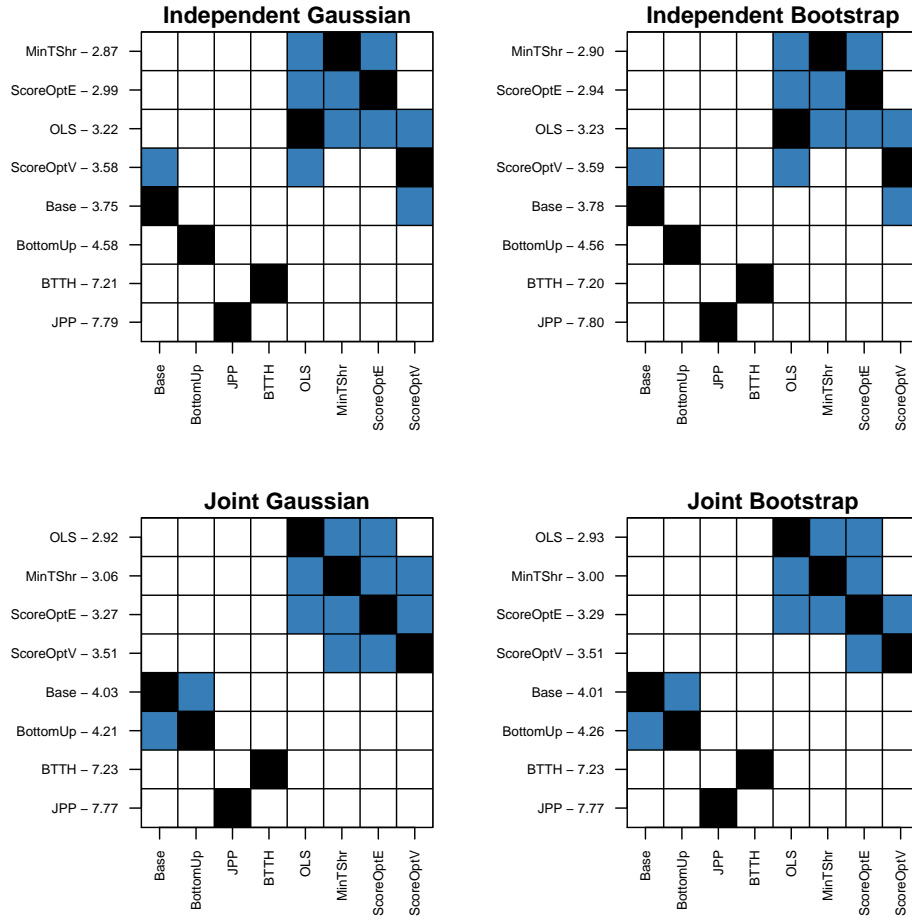 Independent Gaussian
MinTShr − 2.87
ScoreOptE − 2.99
OLS − 3.22
ScoreOptV − 3.58
Base − 3.75
BottomUp − 4.58
BTTH − 7.21
JPP − 7.79
Base
BottomUp
JPP
BTTH
OLS
MinTShr
ScoreOptE
ScoreOptV
Independent Bootstrap
MinTShr − 2.90
ScoreOptE − 2.94
OLS − 3.23
ScoreOptV − 3.59
Base − 3.78
BottomUp − 4.56
BTTH − 7.20
JPP − 7.80
Base
BottomUp
JPP
BTTH
OLS
MinTShr
ScoreOptE
ScoreOptV
Joint Gaussian
OLS − 2.92
MinTShr − 3.06
ScoreOptE − 3.27
ScoreOptV − 3.51
Base − 4.03
BottomUp − 4.21
BTTH − 7.23
JPP − 7.77
Base
BottomUp
JPP
BTTH
OLS
MinTShr
ScoreOptE
ScoreOptV
Joint Bootstrap
OLS − 2.93
MinTShr − 3.00
ScoreOptE − 3.29
ScoreOptV − 3.51
Base − 4.01
BottomUp − 4.26
BTTH − 7.23
JPP − 7.77
Base
BottomUp
JPP
BTTH
OLS
MinTShr
ScoreOptE
ScoreOptV